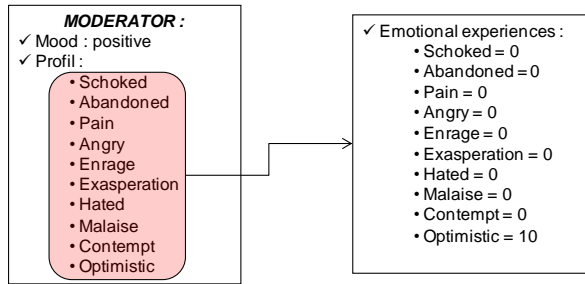 MODERATOR :
✓ Mood : positive
✓ Profil :
• Schoked
• Abandoned
• Pain
• Angry
• Enrage
• Exasperation
• Hated
• Malaise
• Contempt
• Optimistic
✓ Emotional experiences :
• Schoked = 0
• Abandoned = 0
• Pain = 0
• Angry = 0
• Enrage = 0
• Exasperation = 0
• Hated = 0
• Malaise = 0
• Contempt = 0
• Optimistic = 10